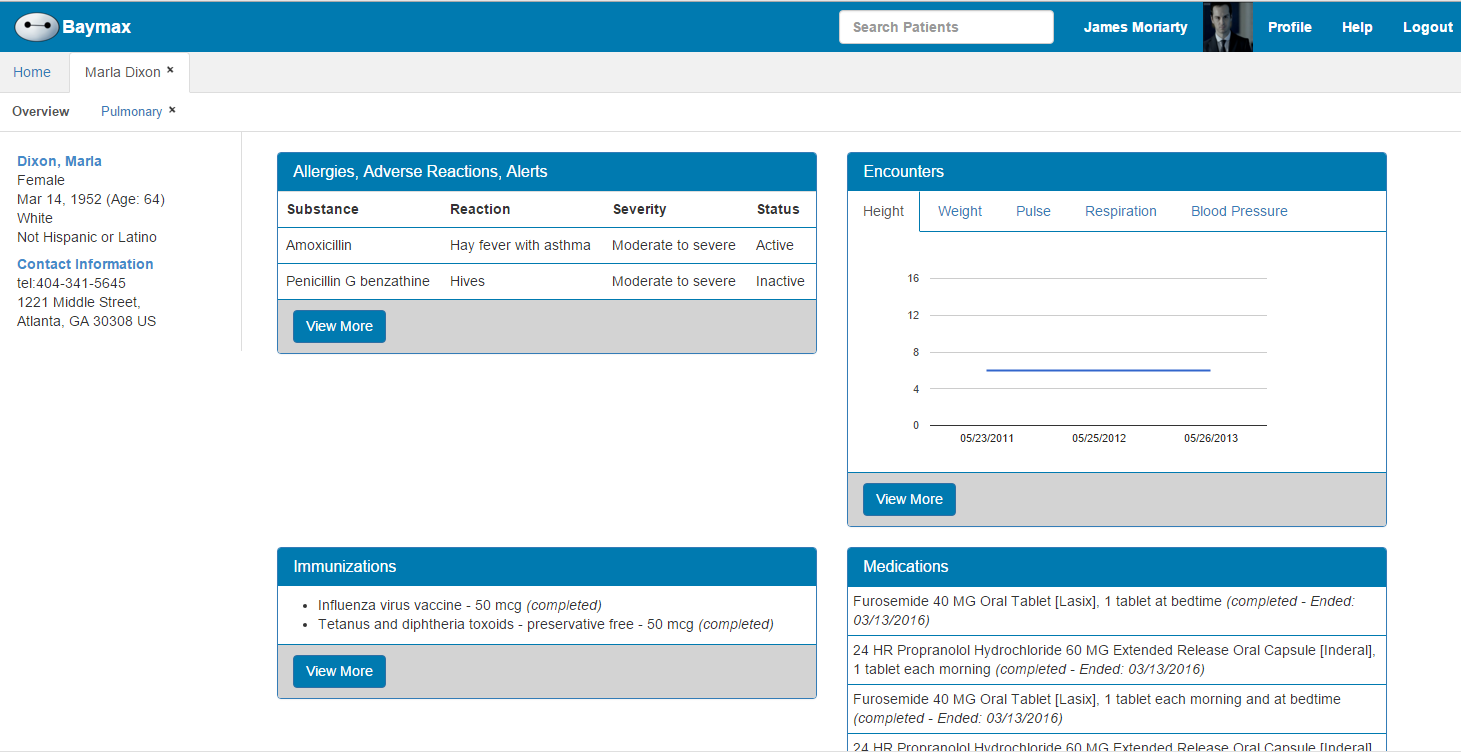 Baymax
Search Patients
James Moriarty
Profile
Help
Logout
Home
Marla Dixon ×
Overview
Pulmonary ×
Dixon, Marla
Female
Mar 14, 1952 (Age: 64)
White
Not Hispanic or Latino
Contact Information
tel:404-341-5645
1221 Middle Street,
Atlanta, GA 30308 US
Allergies, Adverse Reactions, Alerts
Substance Reaction Severity Status
Amoxicillin Hay fever with asthma Moderate to severe Active
Penicillin G benzathine Hives Moderate to severe Inactive
View More
Encounters
Height Weight Pulse Respiration Blood Pressure
16
12
8
4
0
05/23/2011 05/25/2012 05/26/2013
View More
Immunizations
• Influenza virus vaccine - 50 mcg (completed)
• Tetanus and diphtheria toxoids - preservative free - 50 mcg (completed)
View More
Medications
Furosemide 40 MG Oral Tablet [Lasix], 1 tablet at bedtime (completed - Ended:
03/13/2016)
24 HR Propranolol Hydrochloride 60 MG Extended Release Oral Capsule [Inderal],
1 tablet each morning (completed - Ended: 03/13/2016)
Furosemide 40 MG Oral Tablet [Lasix], 1 tablet each morning and at bedtime
(completed - Ended: 03/13/2016)
24 HR Propranolol Hydrochloride 60 MG Extended Release Oral Capsule [Inderal]